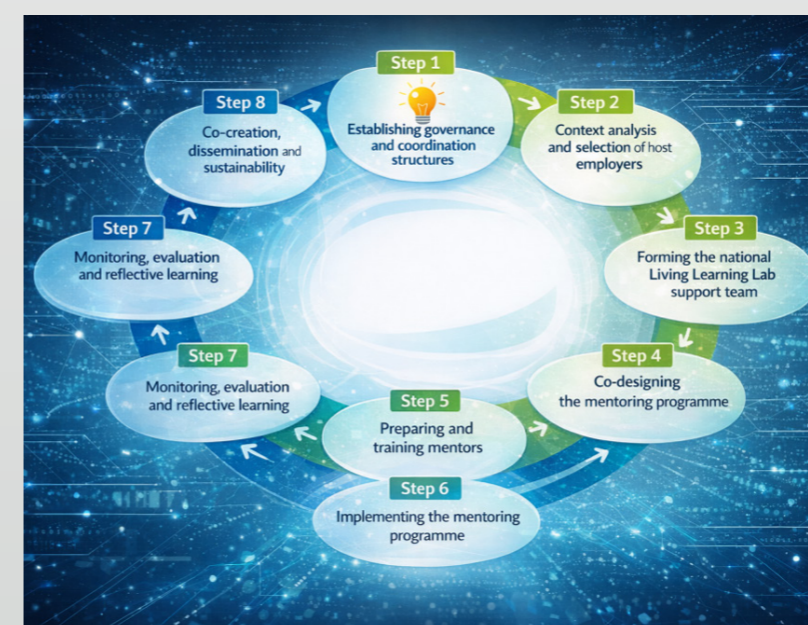 Step 1
Establishing governance
and coordination
structures
Step 2
Context analysis
and selection of host
employers
Step 3
Forming the national
Living Learning Lab
support team
Step 4
Co-designing
the mentoring programme
Step 5
Preparing and
training mentors
Step 6
Implementing the mentoring
programme
Step 7
Monitoring, evaluation
and reflective learning
Step 7
Monitoring, evaluation
and reflective learning
Step 8
Co-creation,
dissemination and
sustainability